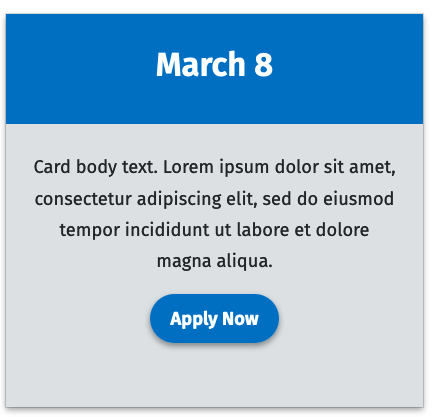 March 8
Card body text. Lorem ipsum dolor sit amet,
consectetur adipiscing elit, sed do eiusmod
tempor incididunt ut labore et dolore
magna aliqua.
Apply Now